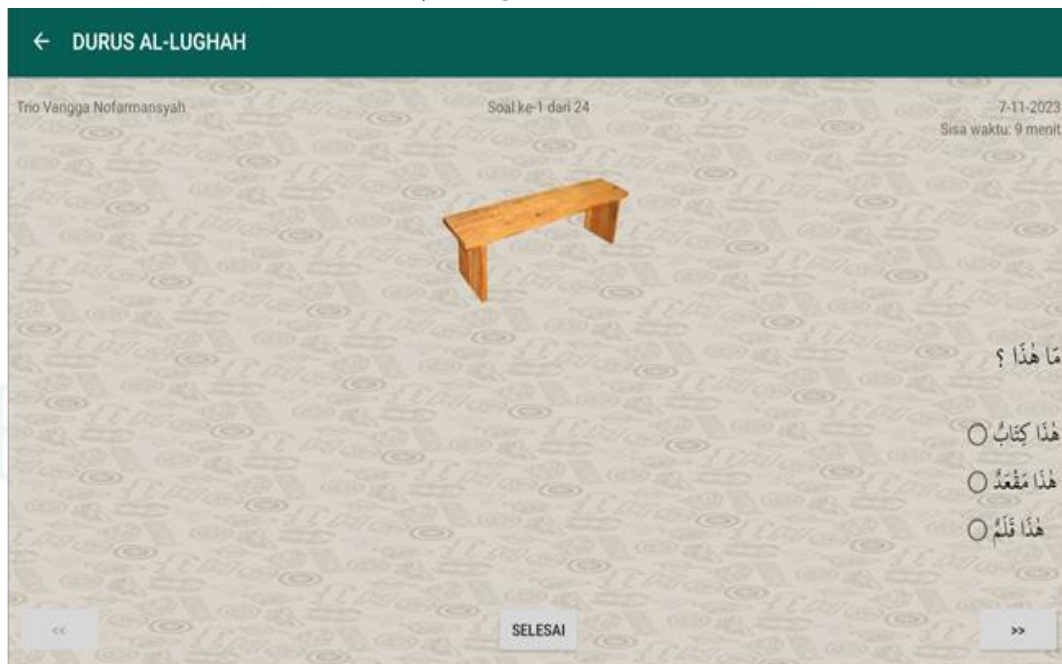 ← DURUS AL-LUGHAH
Trio Vangga Nofarmansyah
Soal ke-1 dari 24
7-11-2023
Sisa waktu: 9 menit
مَا هٰذَا ؟
هٰذَا كِتَابٌ
هٰذَا مَقْعَدٌ
هٰذَا قَلَمٌ
<<
SELESAI
>>